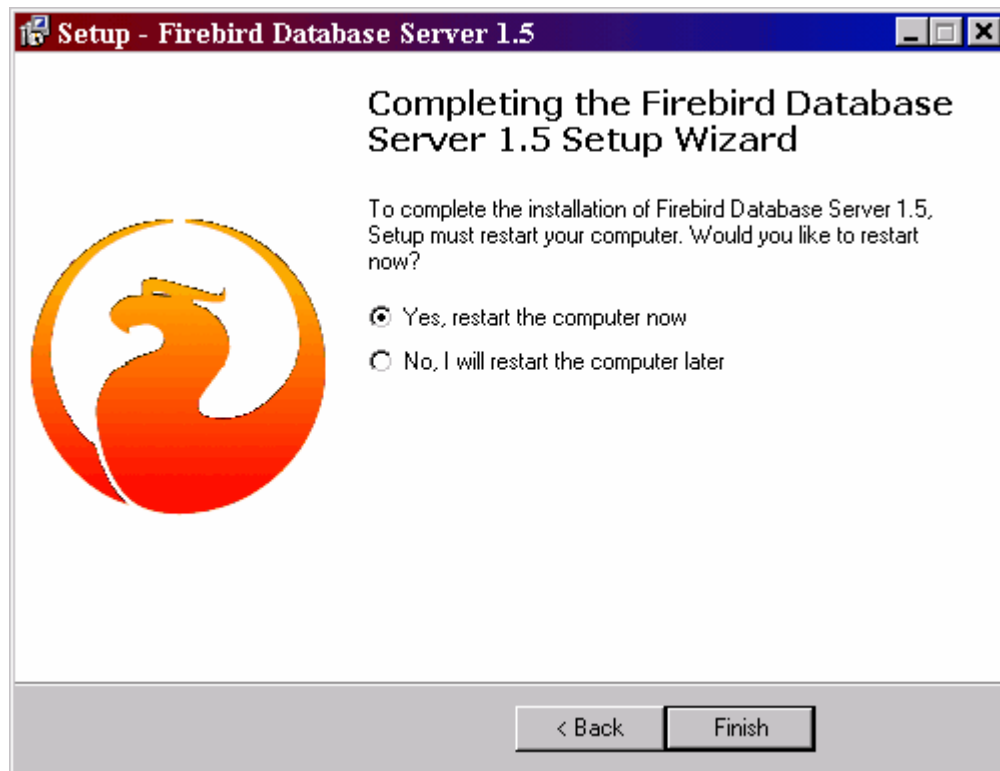 Setup - Firebird Database Server 1.5
Completing the Firebird Database
Server 1.5 Setup Wizard
To complete the installation of Firebird Database Server 1.5,
Setup must restart your computer. Would you like to restart
now?
Yes, restart the computer now
No, I will restart the computer later
< Back
Finish